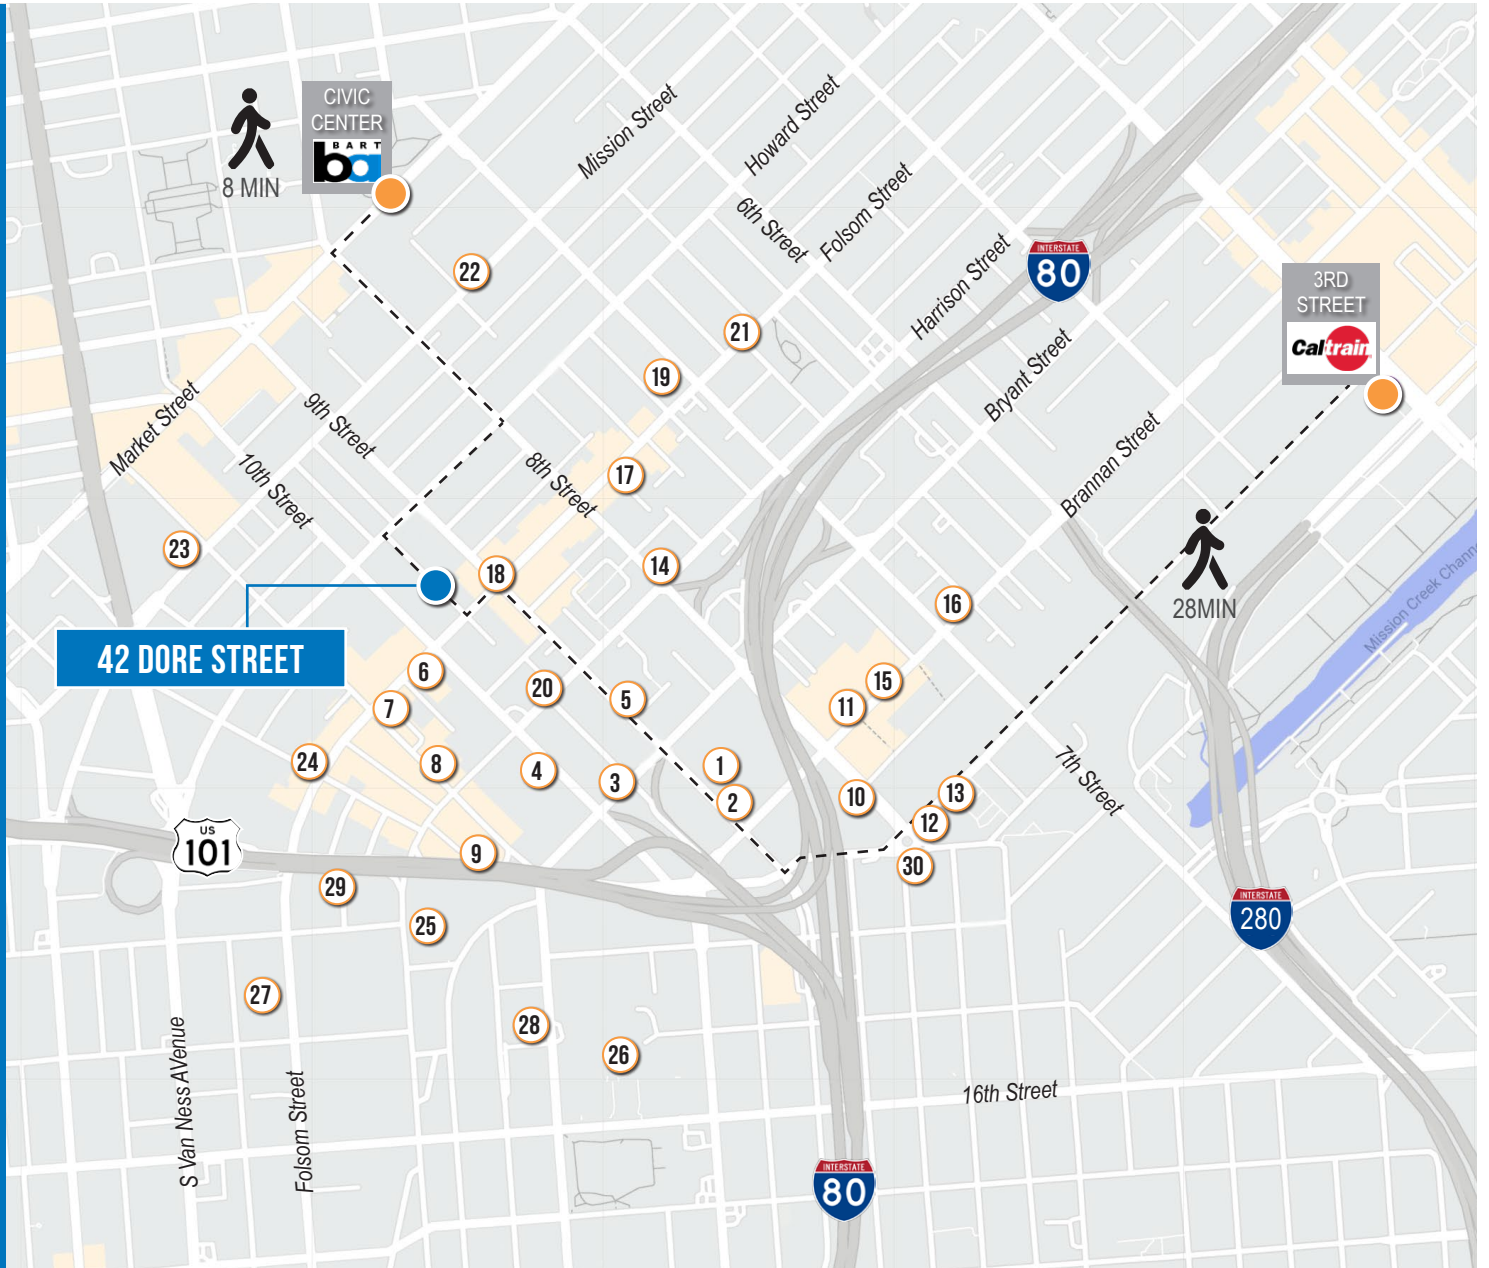 CIVIC
CENTER
BART
ba
8 MIN
Mission Street
Howard Street
6th Street
Folsom Street
Harrison Street
INTERSTATE
80
Bryant Street
3RD
STREET
Caltrain
22
21
19
Market Street
9th Street
10th Street
8th Street
17
Brannan Street
23
18
14
16
28MIN
Mission Creek Chann
42 DORE STREET
6
7
20
5
15
11
24
8
4
3
1
2
10
13
12
7th Street
30
US
101
9
29
25
INTERSTATE
280
27
28
26
S Van Ness AVenue
Folsom Street
16th Street
INTERSTATE
80